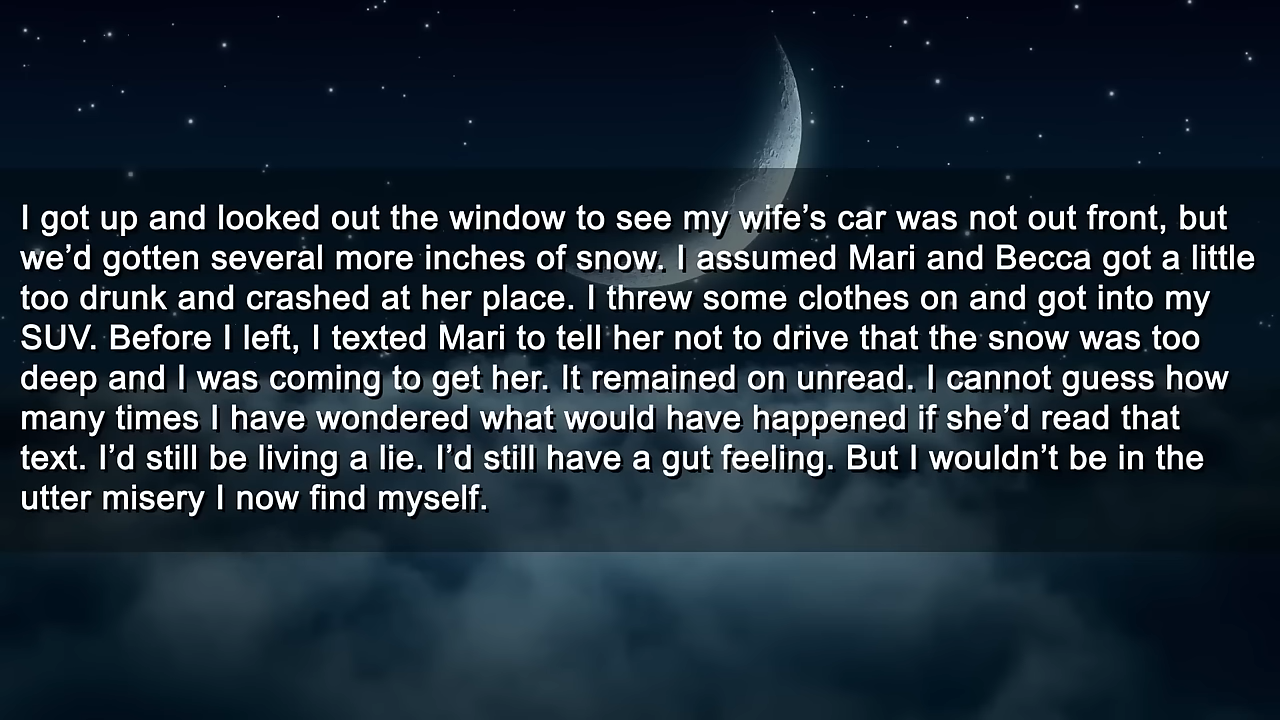 I got up and looked out the window to see my wife’s car was not out front, but
we’d gotten several more inches of snow. I assumed Mari and Becca got a little
too drunk and crashed at her place. I threw some clothes on and got into my
SUV. Before I left, I texted Mari to tell her not to drive that the snow was too
deep and I was coming to get her. It remained on unread. I cannot guess how
many times I have wondered what would have happened if she’d read that
text. I’d still be living a lie. I’d still have a gut feeling. But I wouldn’t be in the
utter misery I now find myself.